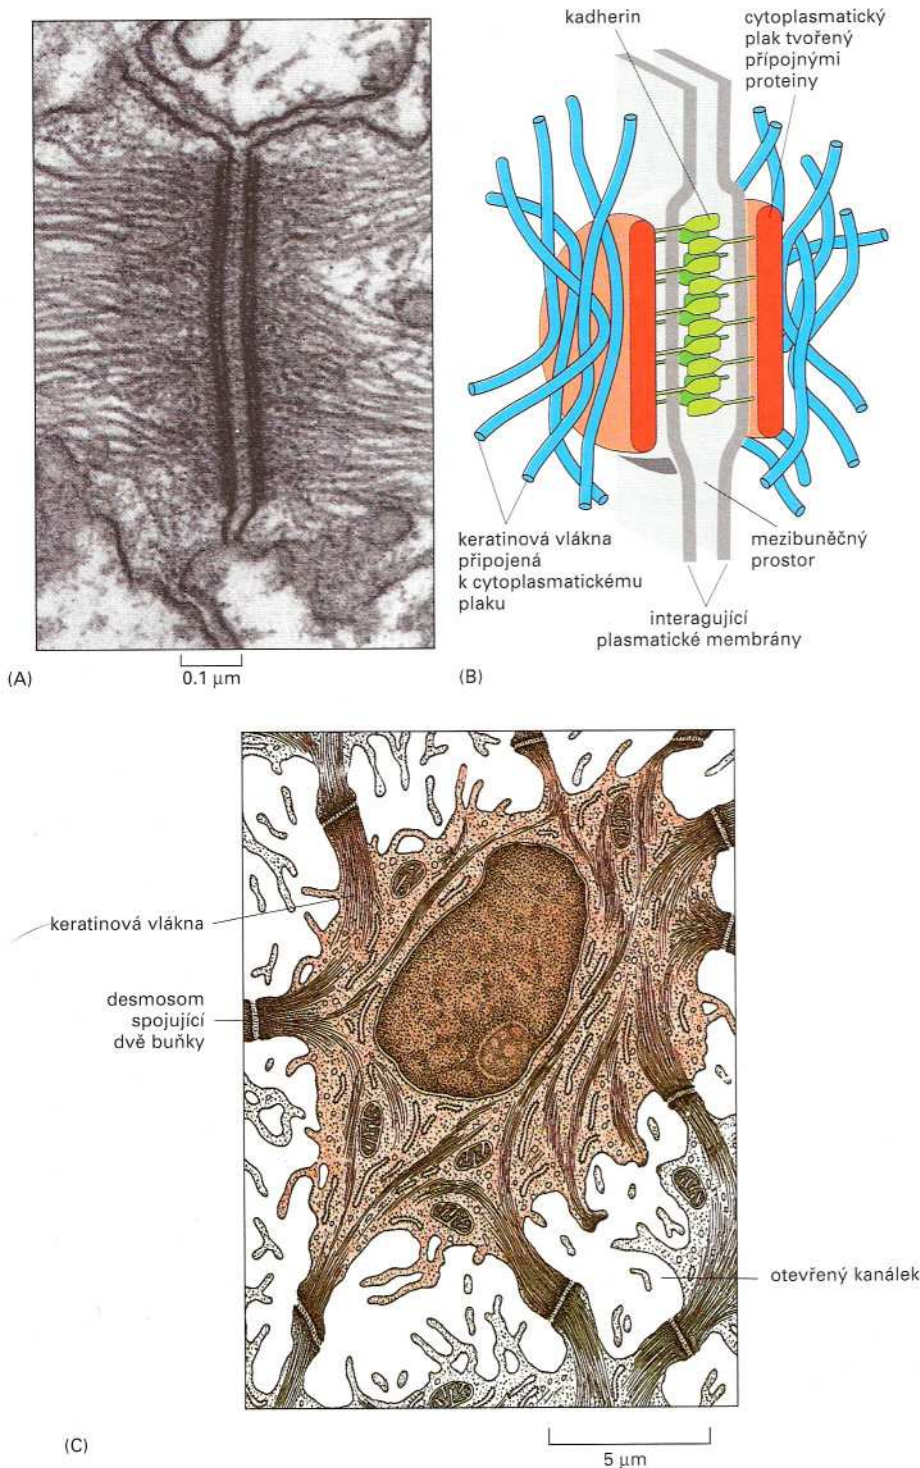 kadherin
cytoplasmatický
plak tvořený
přípojnými
proteiny
keratinová vlákna
připojená
k cytoplasmatickému
plaku
mezibuněčný
prostor
interagující
plasmatické membrány
(A)
0.1 μm
(B)
keratinová vlákna
desmosom
spojující
dvě buňky
otevřený kanálek
(C)
5 μm